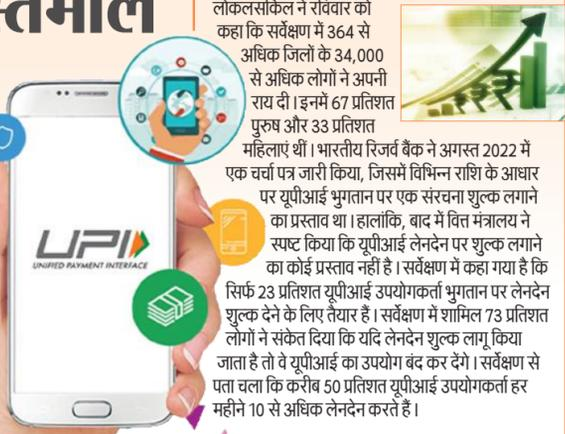 स्तेमाल
लोकलसर्किल ने रविवार को
कहा कि सर्वेक्षण में 364 से
अधिक जिलों के 34,000
से अधिक लोगों ने अपनी
राय दी। इनमें 67 प्रतिशत
पुरुष और 33 प्रतिशत
महिलाएं थीं। भारतीय रिजर्व बैंक ने अगस्त 2022 में
एक चर्चा पत्र जारी किया, जिसमें विभिन्न राशि के आधार
पर यूपीआई भुगतान पर एक संरचना शुल्क लगाने
का प्रस्ताव था। हालांकि, बाद में वित्त मंत्रालय ने
स्पष्ट किया कि यूपीआई लेनदेन पर शुल्क लगाने
का कोई प्रस्ताव नहीं है। सर्वेक्षण में कहा गया है कि
सिर्फ 23 प्रतिशत यूपीआई उपयोगकर्ता भुगतान पर लेनदेन
शुल्क देने के लिए तैयार हैं। सर्वेक्षण में शामिल 73 प्रतिशत
लोगों ने संकेत दिया कि यदि लेनदेन शुल्क लागू किया
जाता है तो वे यूपीआई का उपयोग बंद कर देंगे। सर्वेक्षण से
पता चला कि करीब 50 प्रतिशत यूपीआई उपयोगकर्ता हर
महीने 10 से अधिक लेनदेन करते हैं।
UPI
UNIFIED PAYMENT INTERFACE